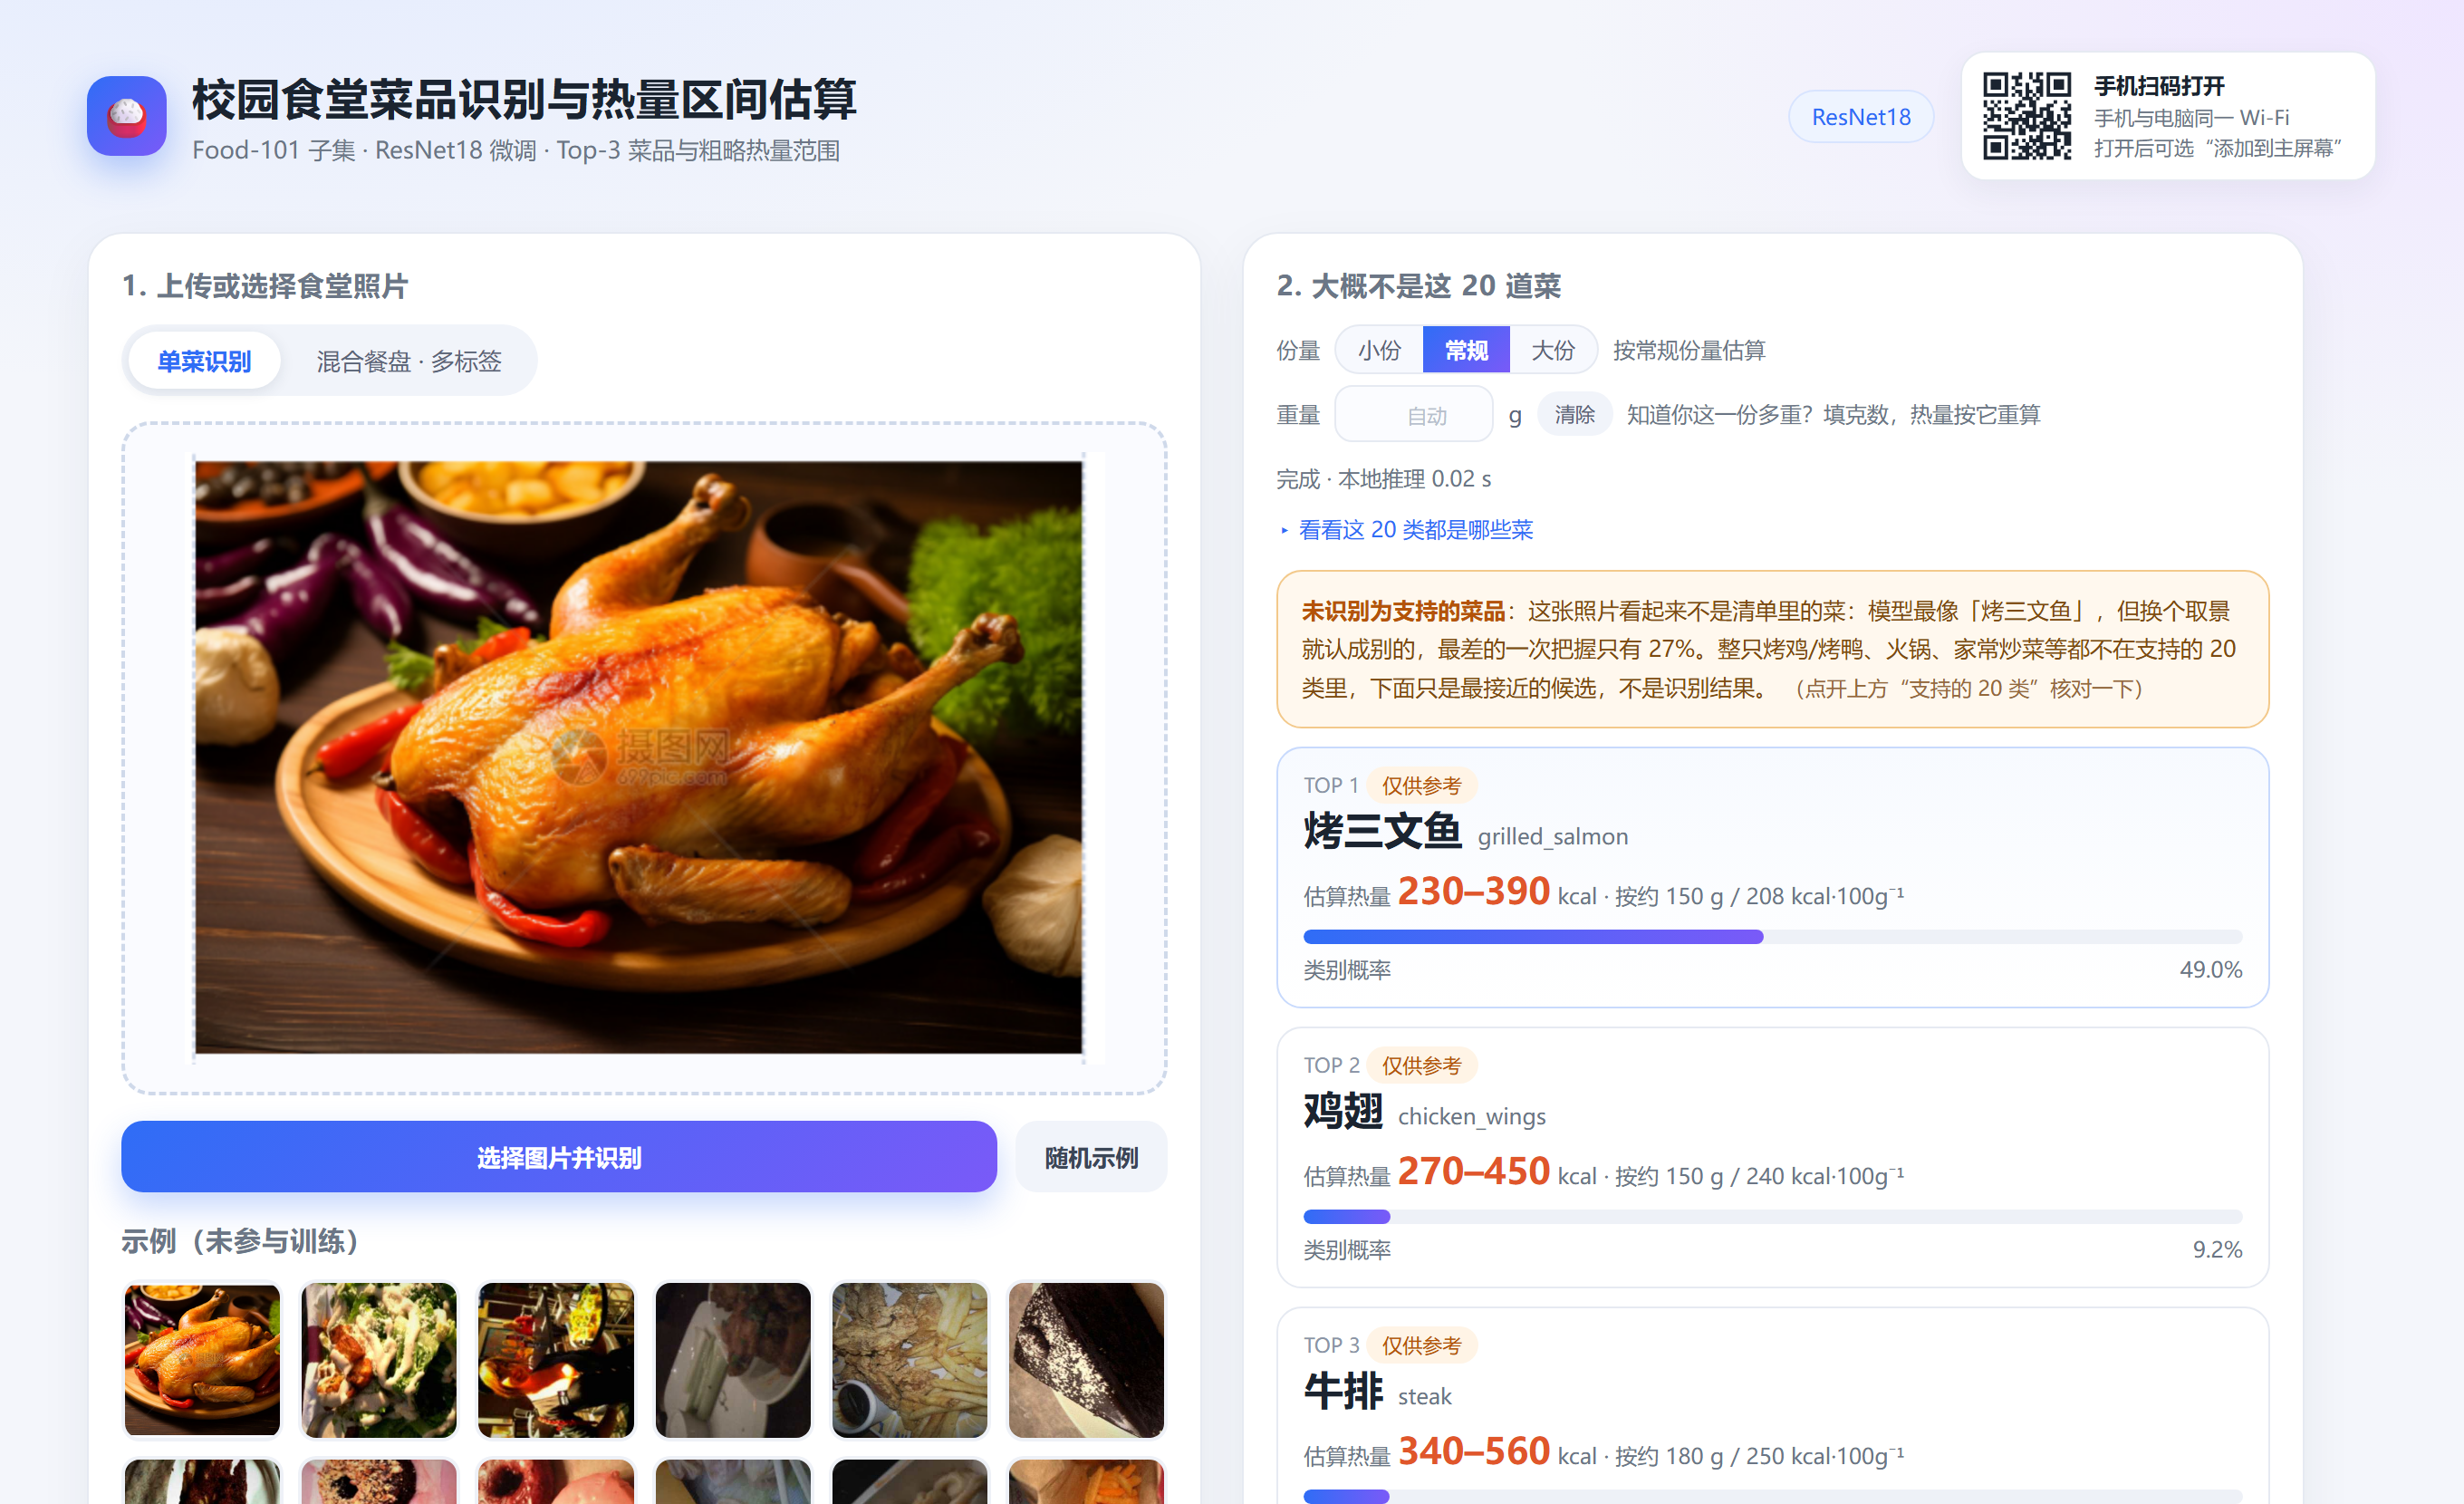 校园食堂菜品识别与热量区间估算
Food-101 子集 · ResNet18 微调 · Top-3 菜品与粗略热量范围
ResNet18
手机扫码打开
手机与电脑同一 Wi-Fi
打开后可选“添加到主屏幕”
1. 上传或选择食堂照片
单菜识别
混合餐盘 · 多标签
摄图网
699pic.com
选择图片并识别
随机示例
示例（未参与训练）
2. 大概不是这 20 道菜
份量 小份 常规 大份 按常规份量估算
重量 自动 g 清除 知道你这一份多重？填克数，热量按它重算
完成 · 本地推理 0.02 s
▸ 看看这 20 类都是哪些菜
未识别为支持的菜品：这张照片看起来不是清单里的菜：模型最像「烤三文鱼」，但换个取景
就认成别的，最差的一次把握只有 27%。整只烤鸡/烤鸭、火锅、家常炒菜等都不在支持的 20
类里，下面只是最接近的候选，不是识别结果。 （点开上方“支持的 20 类”核对一下）
TOP 1 仅供参考
烤三文鱼 grilled_salmon
估算热量 230–390 kcal · 按约 150 g / 208 kcal·100g⁻¹
类别概率 49.0%
TOP 2 仅供参考
鸡翅 chicken_wings
估算热量 270–450 kcal · 按约 150 g / 240 kcal·100g⁻¹
类别概率 9.2%
TOP 3 仅供参考
牛排 steak
估算热量 340–560 kcal · 按约 180 g / 250 kcal·100g⁻¹